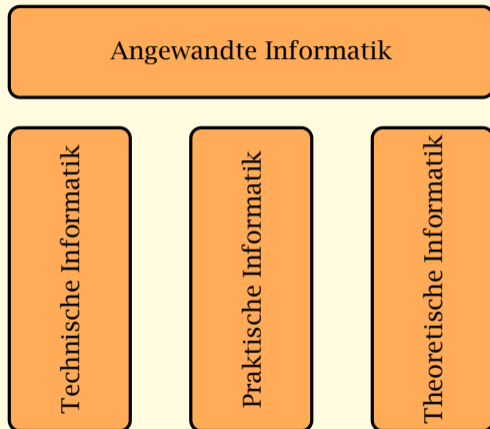 Angewandte Informatik
Technische Informatik
Praktische Informatik
Theoretische Informatik